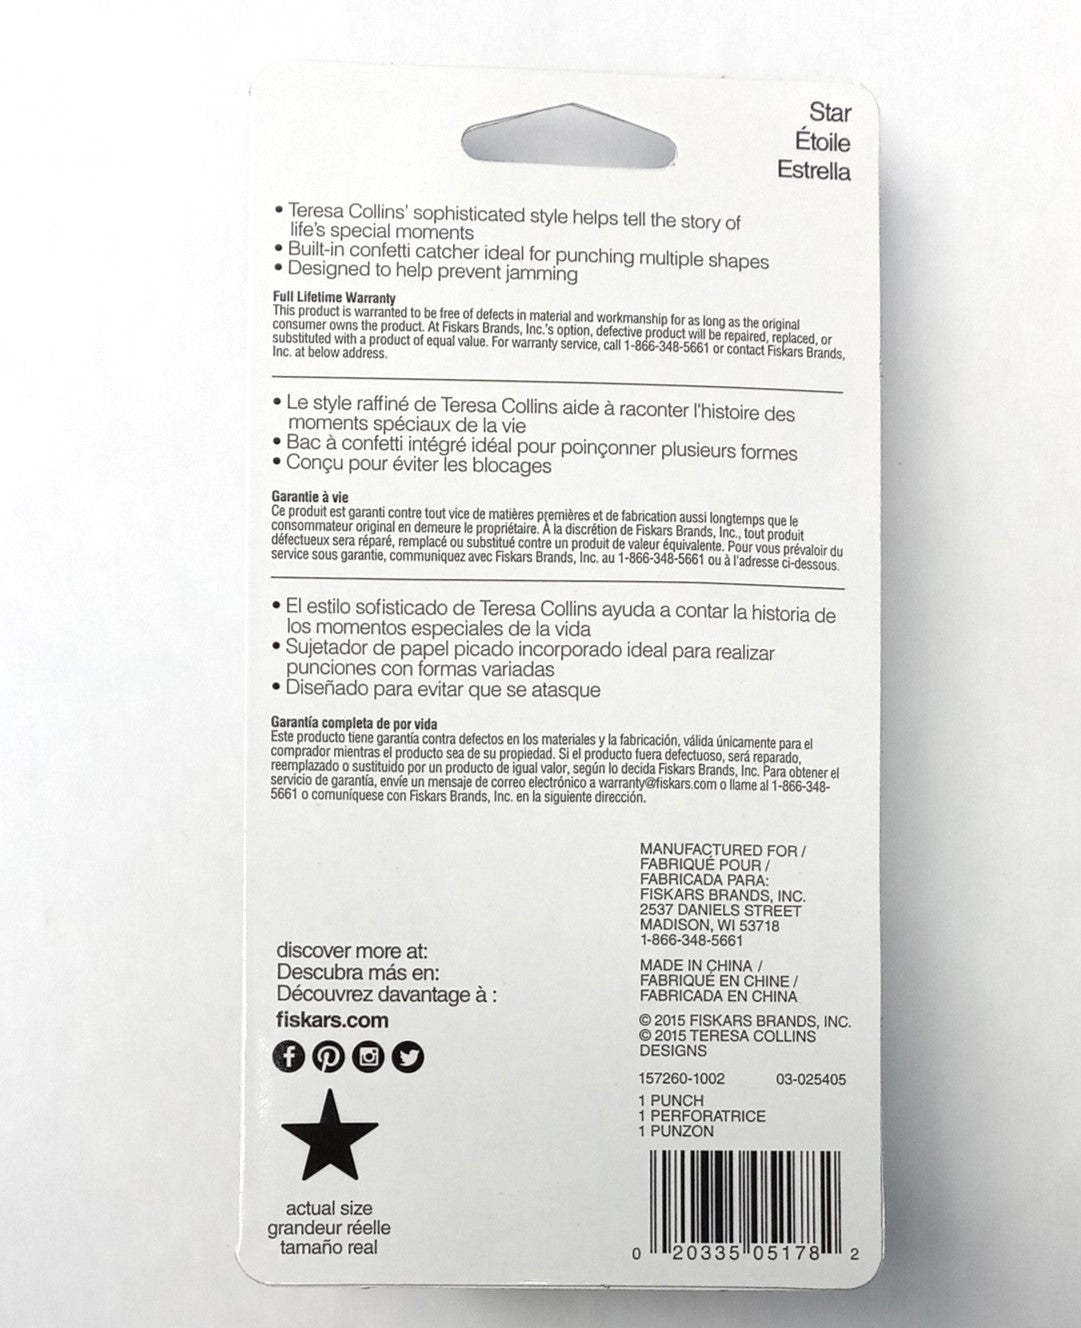 Star
Étoile
Estrella
• Teresa Collins' sophisticated style helps tell the story of
life's special moments
• Built-in confetti catcher ideal for punching multiple shapes
• Designed to help prevent jamming
Full Lifetime Warranty
This product is warranted to be free of defects in material and workmanship for as long as the original
consumer owns the product. At Fiskars Brands, Inc.'s option, defective product will be repaired, replaced, or
substituted with a product of equal value. For warranty service, call 1-866-348-5661 or contact Fiskars Brands,
Inc. at below address.
• Le style raffiné de Teresa Collins aide à raconter l'histoire des
moments spéciaux de la vie
• Bac à confetti intégré idéal pour poinçonner plusieurs formes
• Conçu pour éviter les blocages
Garantie à vie
Ce produit est garanti contre tout vice de matières premières et de fabrication aussi longtemps que le
consommateur original en demeure le propriétaire. À la discrétion de Fiskars Brands, Inc., tout produit
défectueux sera réparé, remplacé ou substitué contre un produit de valeur équivalente. Pour vous prévaloir du
service sous garantie, communiquez avec Fiskars Brands, Inc. au 1-866-348-5661 ou à l'adresse ci-dessous.
• El estilo sofisticado de Teresa Collins ayuda a contar la historia de
los momentos especiales de la vida
• Sujetador de papel picado incorporado ideal para realizar
punciones con formas variadas
• Diseñado para evitar que se atasque
Garantía completa de por vida
Este producto tiene garantía contra defectos en los materiales y la fabricación, válida únicamente para el
comprador mientras el producto sea de su propiedad. Si el producto fuera defectuoso, será reparado,
reemplazado o sustituido por un producto de igual valor, según lo decida Fiskars Brands, Inc. Para obtener el
servicio de garantía, envíe un mensaje de correo electrónico a warranty@fiskars.com o llame al 1-866-348-
5661 o comuníquese con Fiskars Brands, Inc. en la siguiente dirección.
discover more at:
Descubra más en:
Découvrez davantage à :
fiskars.com
actual size
grandeur réelle
tamaño real
MANUFACTURED FOR /
FABRIQUÉ POUR /
FABRICADA PARA:
FISKARS BRANDS, INC.
2537 DANIELS STREET
MADISON, WI 53718
1-866-348-5661
MADE IN CHINA /
FABRIQUÉ EN CHINE /
FABRICADA EN CHINA
© 2015 FISKARS BRANDS, INC.
© 2015 TERESA COLLINS
DESIGNS
157260-1002 03-025405
1 PUNCH
1 PERFORATRICE
1 PUNZON
0 20335 05178 2